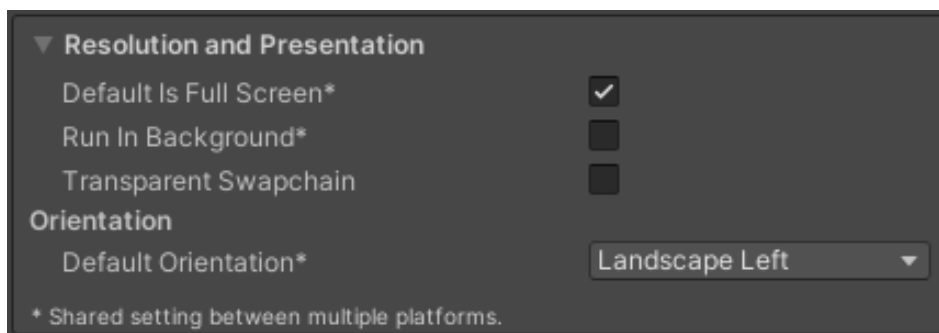 Resolution and Presentation
Default Is Full Screen*
Run In Background*
Transparent Swapchain
Orientation
Default Orientation* Landscape Left
* Shared setting between multiple platforms.